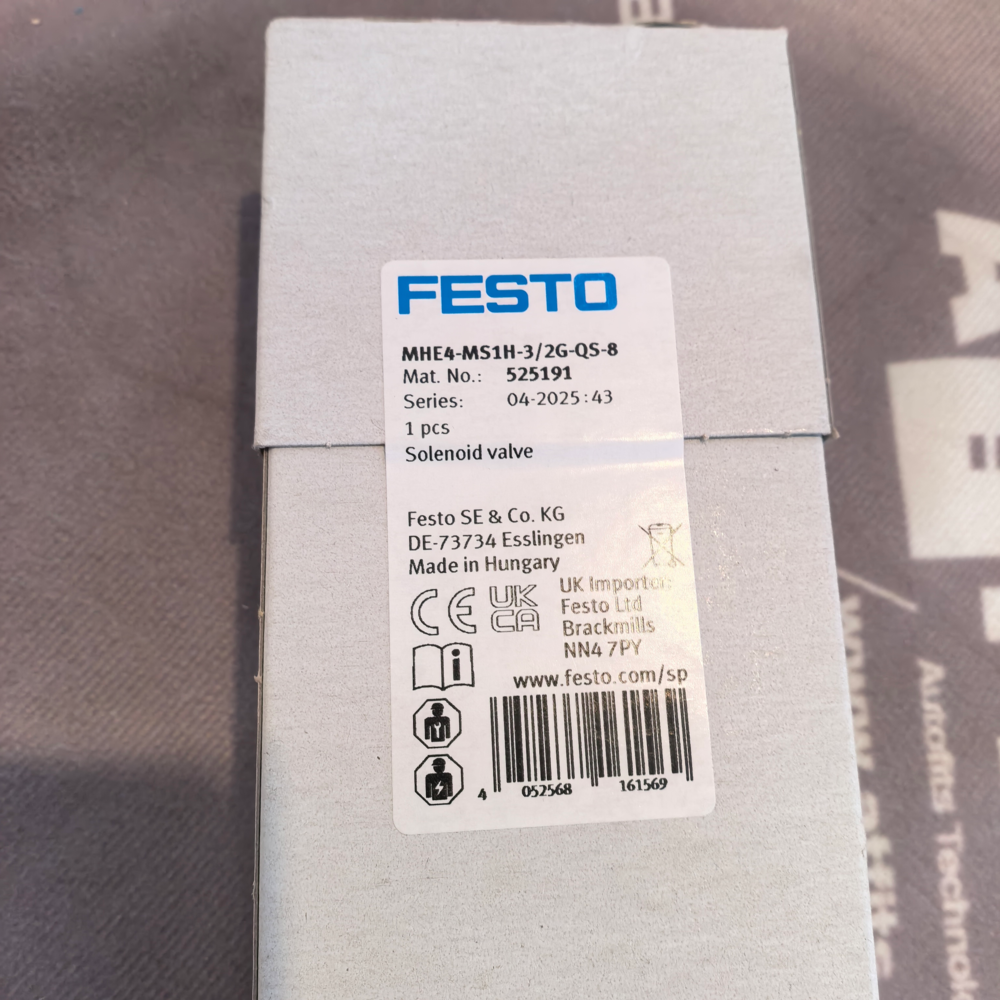 FESTO
MHE4-MS1H-3/2G-QS-8
Mat. No.: 525191
Series: 04-2025:43
1 pcs
Solenoid valve
Festo SE & Co. KG
DE-73734 Esslingen
Made in Hungary
CE UK CA
UK Importer:
Festo Ltd
Brackmills
NN4 7PY
i
www.festo.com/sp
4 052568 161569